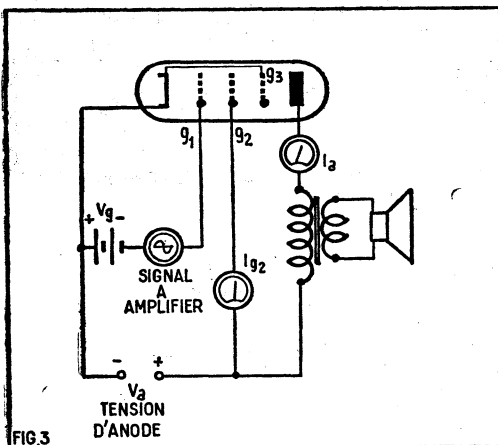 g3
g1
g2
Ia
+ Vg -
SIGNAL
A
AMPLIFIER
Ig2
- +
Va
TENSION
D'ANODE
FIG.3